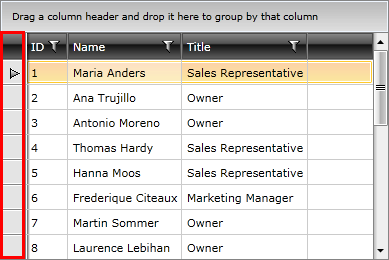 Drag a column header and drop it here to group by that column
ID Name Title
1 Maria Anders Sales Representative
2 Ana Trujillo Owner
3 Antonio Moreno Owner
4 Thomas Hardy Sales Representative
5 Hanna Moos Sales Representative
6 Frederique Citeaux Marketing Manager
7 Martin Sommer Owner
8 Laurence Lebihan Owner